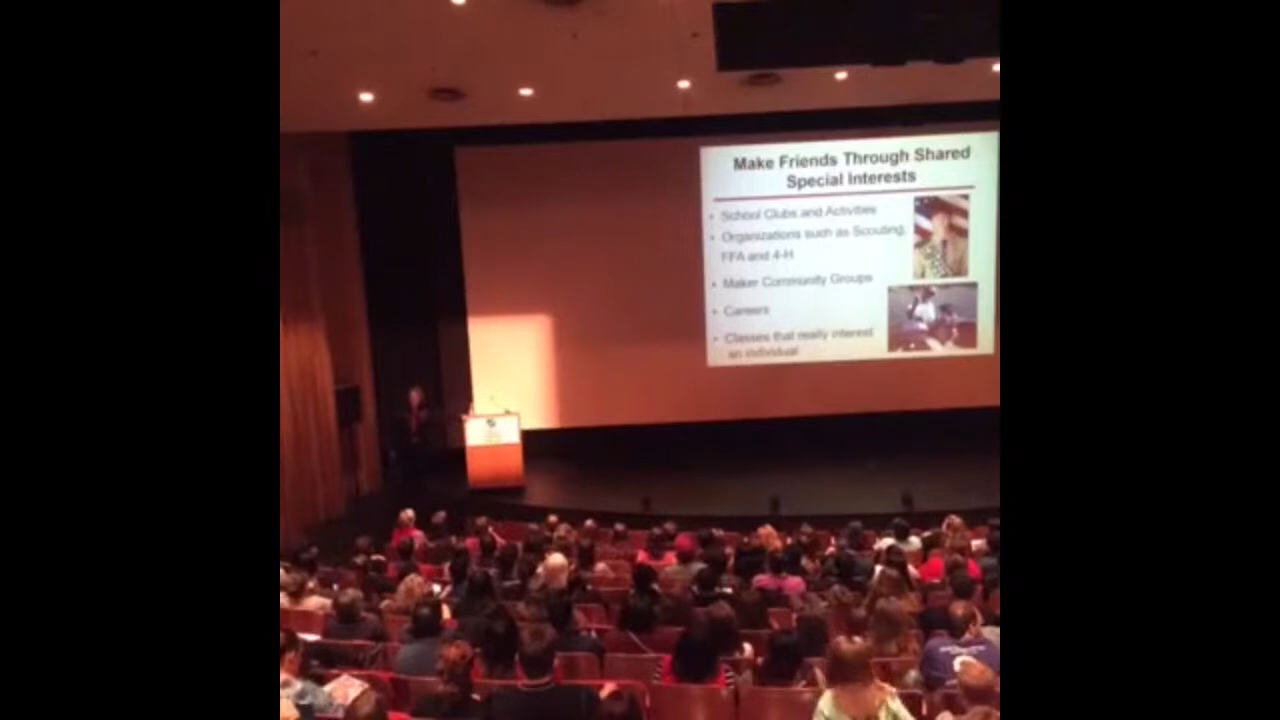 Make Friends Through Shared
Special Interests
• School Clubs and Activities
• Organizations such as Scouting,
FFA and 4-H
• Maker Community Groups
• Careers
• Classes that really interest
an individual